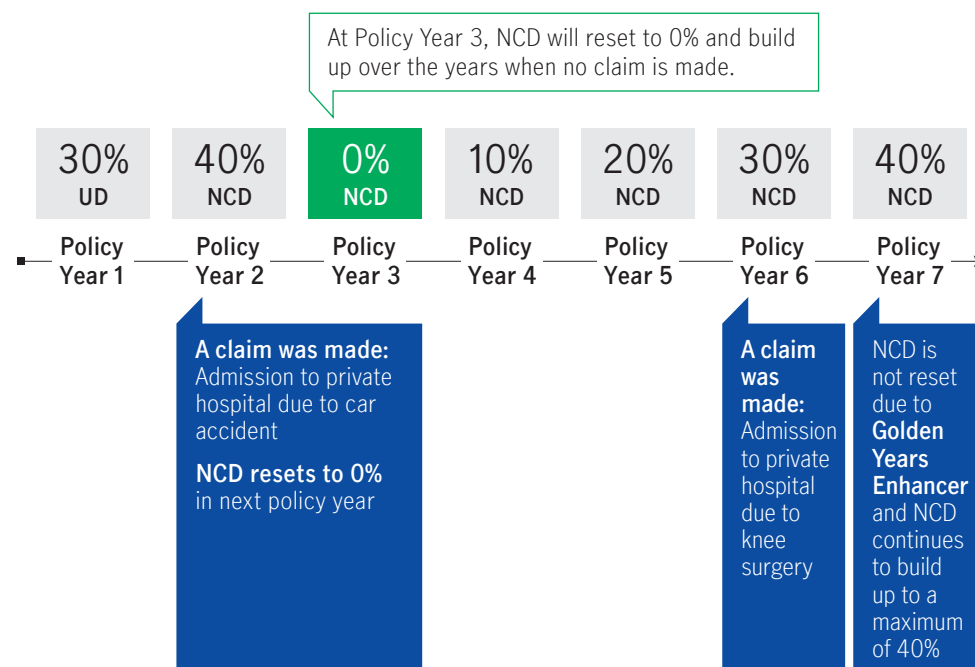 At Policy Year 3, NCD will reset to 0% and build
up over the years when no claim is made.
30%
UD
40%
NCD
0%
NCD
10%
NCD
20%
NCD
30%
NCD
40%
NCD
Policy
Year 1
Policy
Year 2
Policy
Year 3
Policy
Year 4
Policy
Year 5
Policy
Year 6
Policy
Year 7
A claim was made:
Admission to private
hospital due to car
accident
NCD resets to 0%
in next policy year
A claim
was
made:
Admission
to private
hospital
due to
knee
surgery
NCD is
not reset
due to
Golden
Years
Enhancer
and NCD
continues
to build
up to a
maximum
of 40%